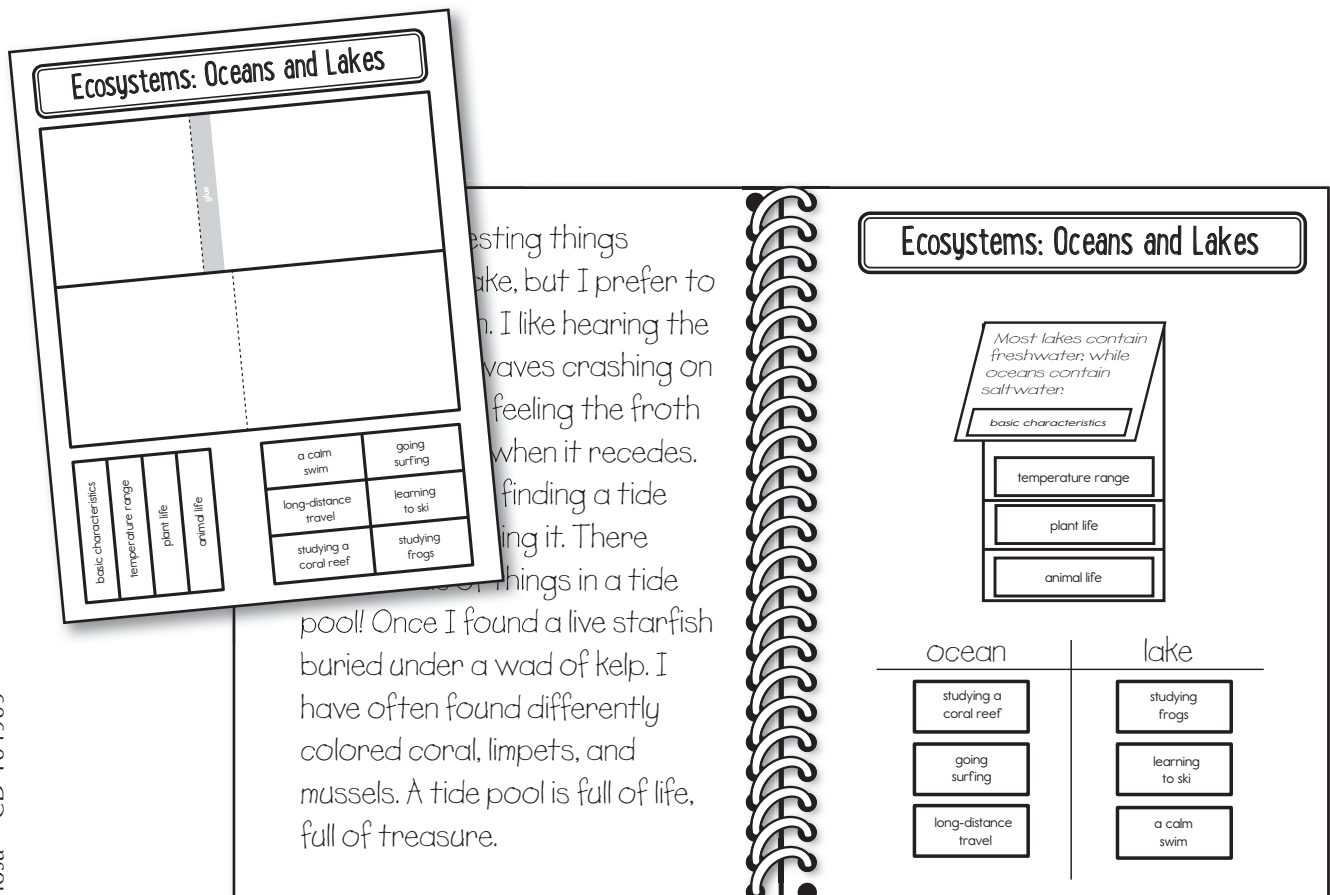 Ecosystems: Oceans and Lakes
glue
basic characteristics
temperature range
plant life
animal life
a calm
swim
going
surfing
long-distance
travel
learning
to ski
studying a
coral reef
studying
frogs
things
but I prefer to
I like hearing the
crashing on
feeling the froth
when it recedes.
finding a tide
it. There
things in a tide
pool! Once I found a live starfish
buried under a wad of kelp. I
have often found differently
colored coral, limpets, and
mussels. A tide pool is full of life,
full of treasure.
Ecosystems: Oceans and Lakes
Most lakes contain
freshwater, while
oceans contain
saltwater.
basic characteristics
temperature range
plant life
animal life
ocean
lake
studying a
coral reef
going
surfing
long-distance
travel
studying
frogs
learning
to ski
a calm
swim